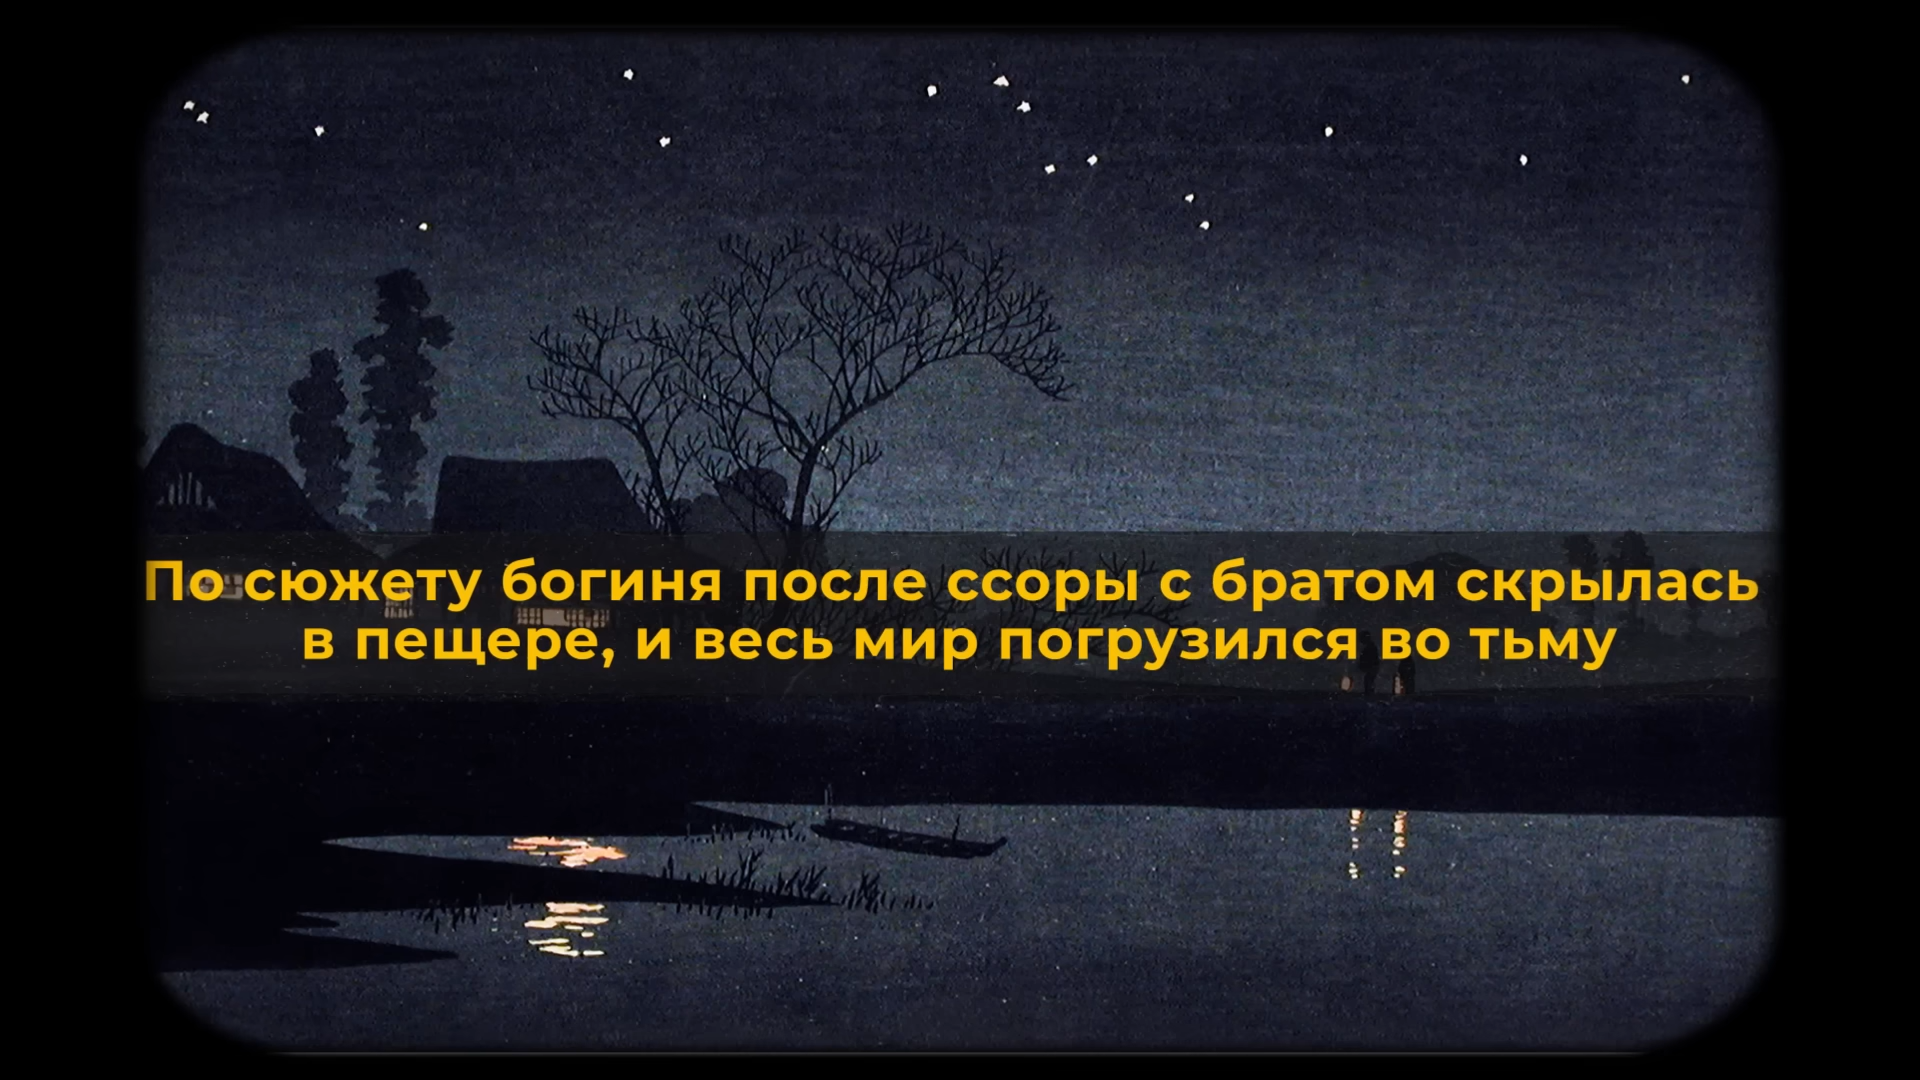 По сюжету богиня после ссоры с братом скрылась
в пещере, и весь мир погрузился во тьму